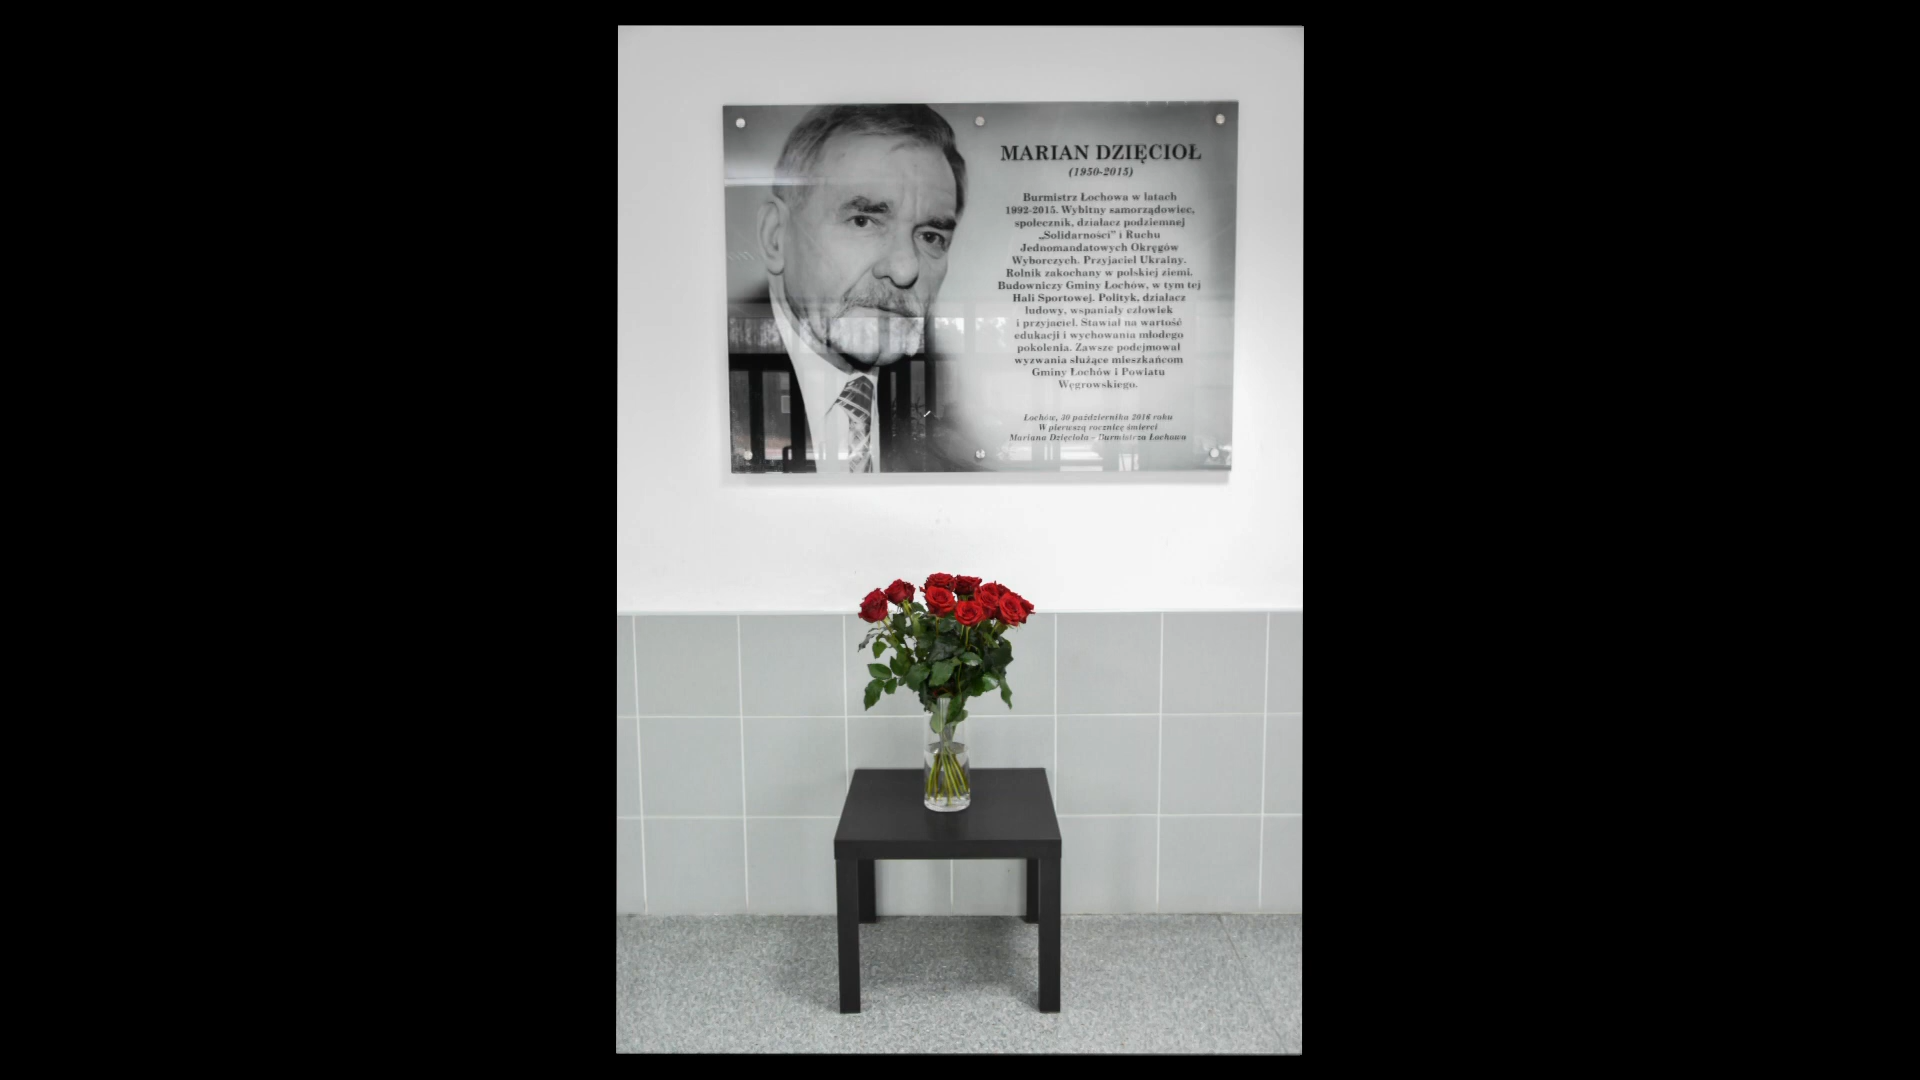 MARIAN DZIĘCIOŁ
(1950-2015)
Burmistrz Łochowa w latach
1992-2015. Wybitny samorządowiec,
społecznik, działacz podziemnej
„Solidarności” i Ruchu
Jednomandatowych Okręgów
Wyborczych. Przyjaciel Ukrainy.
Rolnik zakochany w polskiej ziemi.
Budowniczy Gminy Łochów, w tym tej
Hali Sportowej. Polityk, działacz
ludowy, wspaniały człowiek
i przyjaciel. Stawiał na wartość
edukacji i wychowania młodego
pokolenia. Zawsze podejmował
wyzwania służące mieszkańcom
Gminy Łochów i Powiatu
Węgrowskiego.
Łochów, 30 października 2016 roku
W pierwszą rocznicę śmierci
Mariana Dzięcioła - Burmistrza Łochowa